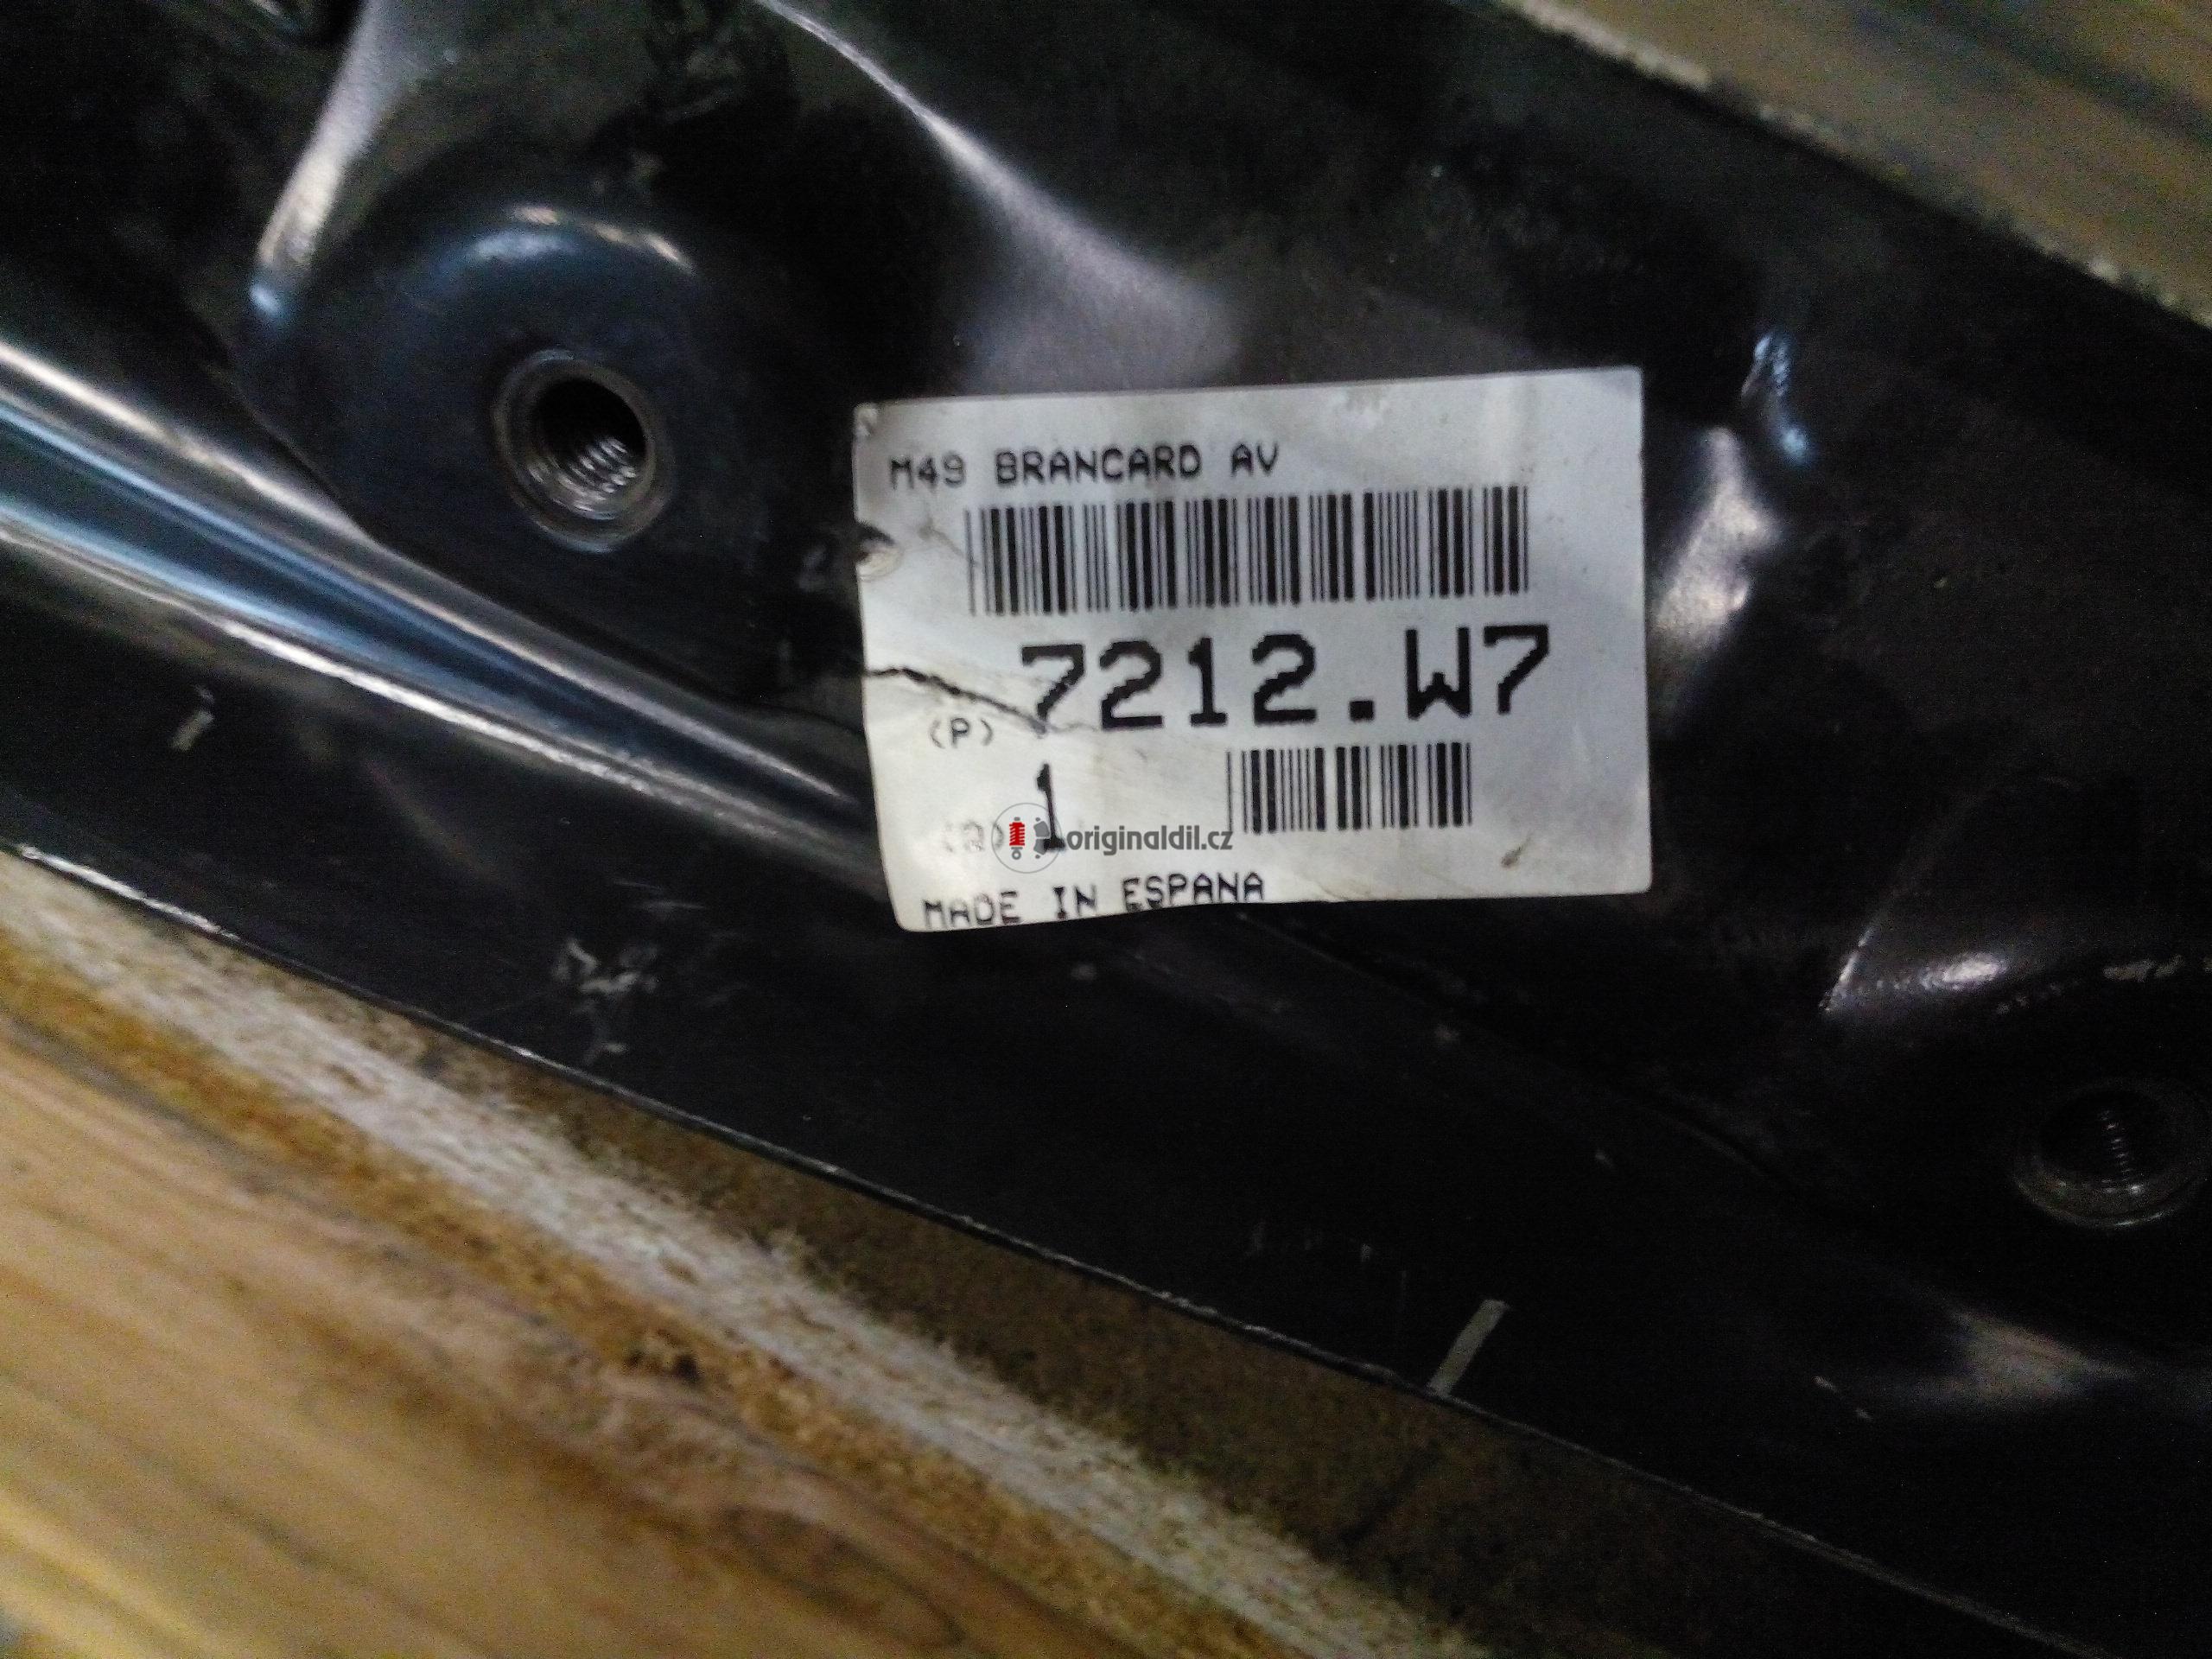 M49 BRANCARD AV
7212.W7
(P)
1
(Q)
originaldil.cz
MADE IN ESPANA